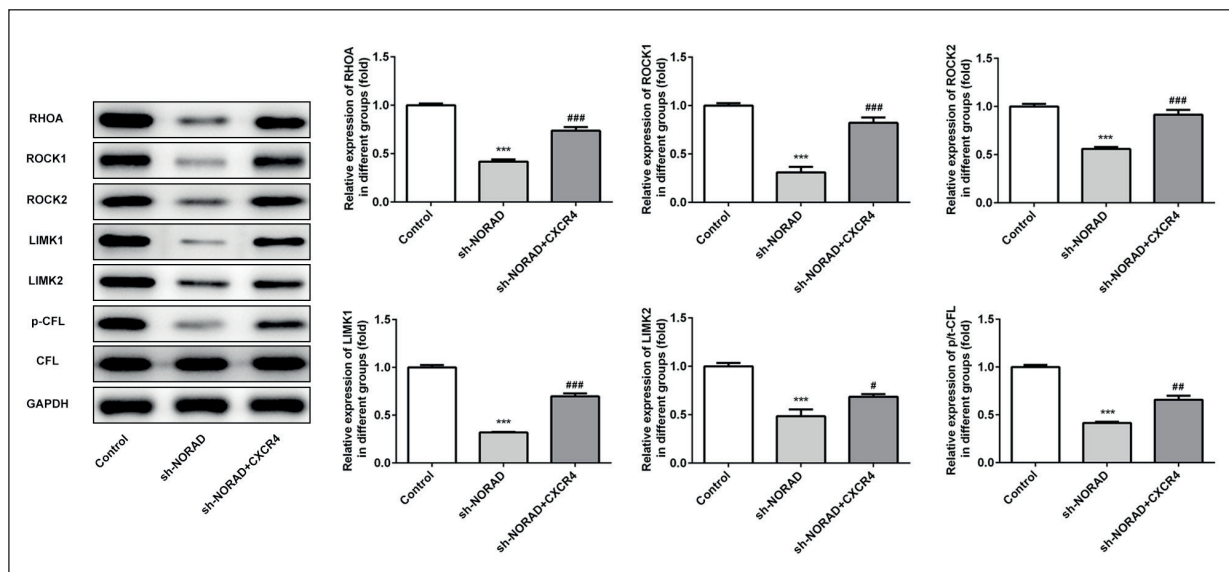 RHOA
ROCK1
ROCK2
LIMK1
LIMK2
p-CFL
CFL
GAPDH
Control
sh-NORAD
sh-NORAD+CXCR4
Relative expression of RHOA
in different groups (fold)
1.5
1.0
0.5
0.0
***
###
Control
sh-NORAD
sh-NORAD+CXCR4
Relative expression of ROCK1
in different groups (fold)
1.5
1.0
0.5
0.0
***
###
Control
sh-NORAD
sh-NORAD+CXCR4
Relative expression of ROCK2
in different groups (fold)
1.5
1.0
0.5
0.0
***
###
Control
sh-NORAD
sh-NORAD+CXCR4
Relative expression of LIMK1
in different groups (fold)
1.5
1.0
0.5
0.0
***
###
Control
sh-NORAD
sh-NORAD+CXCR4
Relative expression of LIMK2
in different groups (fold)
1.5
1.0
0.5
0.0
***
#
Control
sh-NORAD
sh-NORAD+CXCR4
Relative expression of p/t-CFL
in different groups (fold)
1.5
1.0
0.5
0.0
***
##
Control
sh-NORAD
sh-NORAD+CXCR4